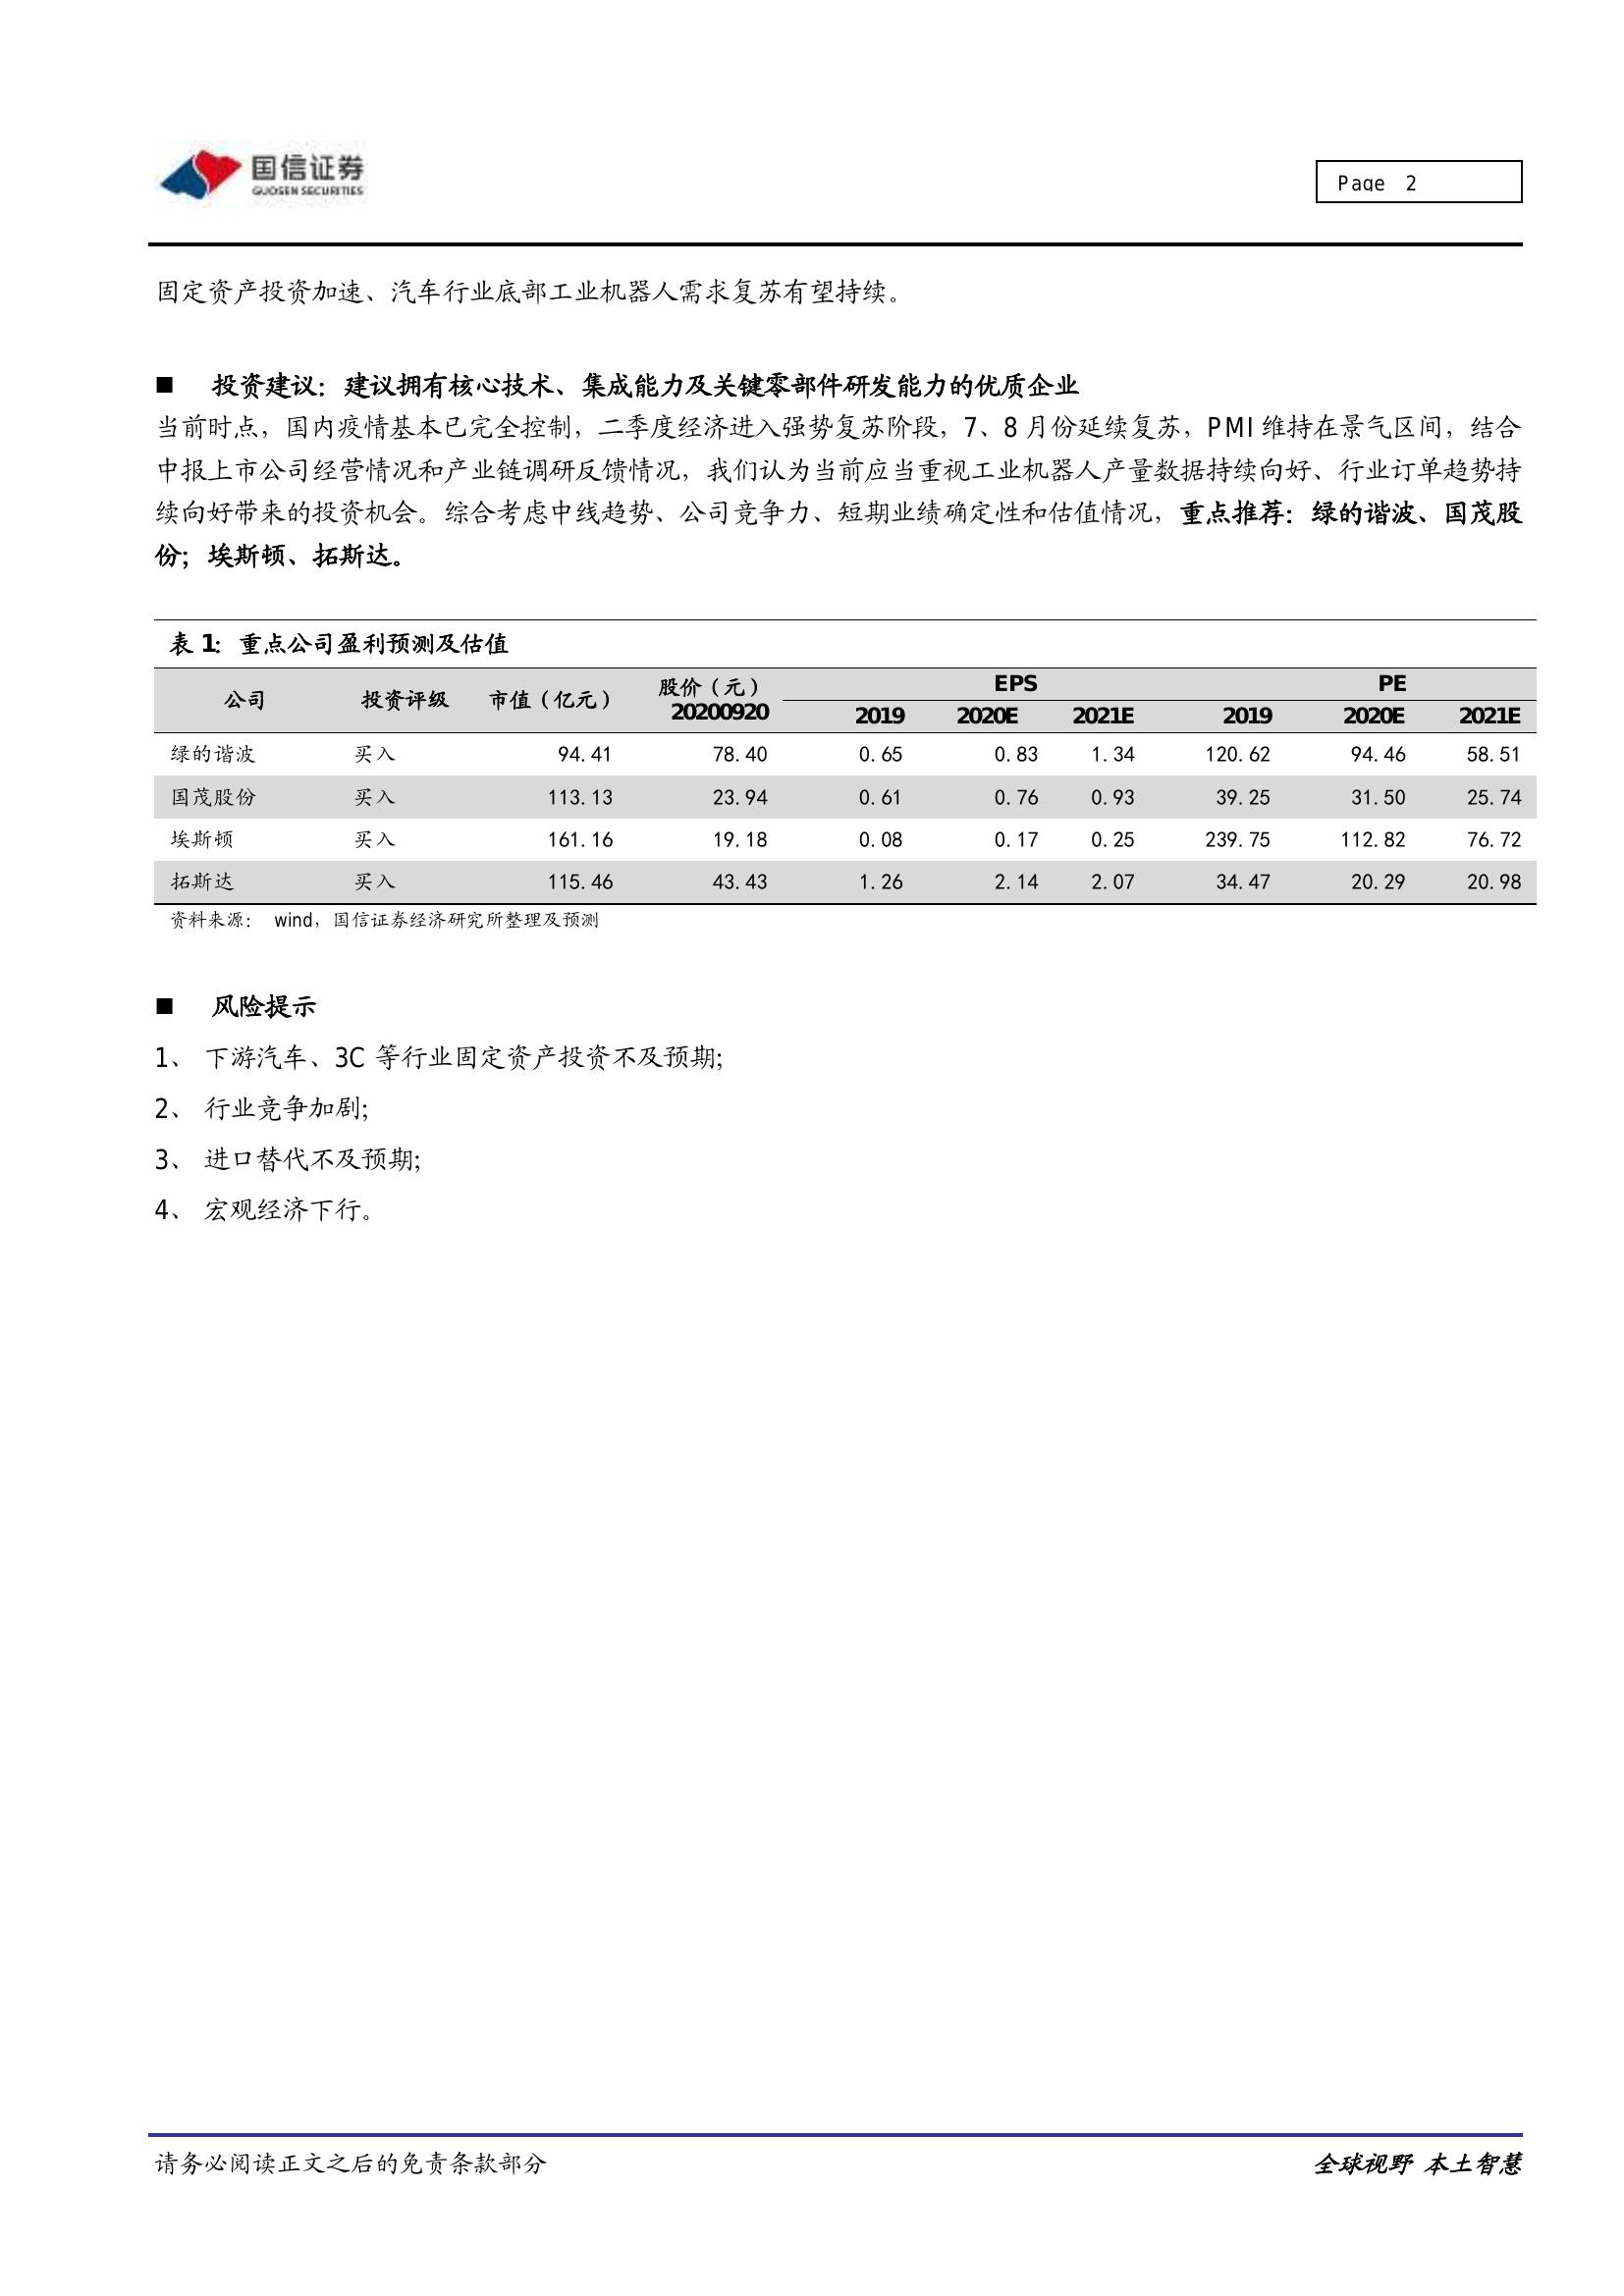 国信证券
GUOSEN SECURITIES
Page 2
固定资产投资加速、汽车行业底部工业机器人需求复苏有望持续。
■ 投资建议：建议拥有核心技术、集成能力及关键零部件研发能力的优质企业
当前时点，国内疫情基本已完全控制，二季度经济进入强势复苏阶段，7、8 月份延续复苏，PMI 维持在景气区间，结合
中报上市公司经营情况和产业链调研反馈情况，我们认为当前应当重视工业机器人产量数据持续向好、行业订单趋势持
续向好带来的投资机会。综合考虑中线趋势、公司竞争力、短期业绩确定性和估值情况，重点推荐：绿的谐波、国茂股
份；埃斯顿、拓斯达。
表 1：重点公司盈利预测及估值
公司 投资评级 市值（亿元） 股价（元） EPS PE
20200920 2019 2020E 2021E 2019 2020E 2021E
绿的谐波 买入 94.41 78.40 0.65 0.83 1.34 120.62 94.46 58.51
国茂股份 买入 113.13 23.94 0.61 0.76 0.93 39.25 31.50 25.74
埃斯顿 买入 161.16 19.18 0.08 0.17 0.25 239.75 112.82 76.72
拓斯达 买入 115.46 43.43 1.26 2.14 2.07 34.47 20.29 20.98
资料来源： wind，国信证券经济研究所整理及预测
■ 风险提示
1、 下游汽车、3C 等行业固定资产投资不及预期；
2、 行业竞争加剧；
3、 进口替代不及预期；
4、 宏观经济下行。
请务必阅读正文之后的免责条款部分 全球视野 本土智慧